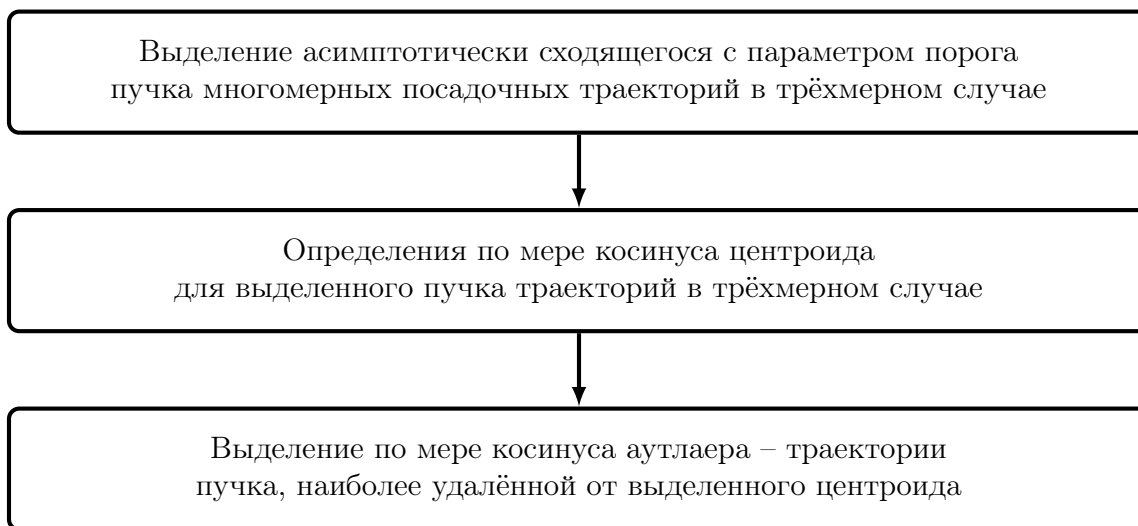 Выделение асимптотически сходящегося с параметром порога
пучка многомерных посадочных траекторий в трёхмерном случае
Определения по мере косинуса центроида
для выделенного пучка траекторий в трёхмерном случае
Выделение по мере косинуса аутлаера – траектории
пучка, наиболее удалённой от выделенного центроида